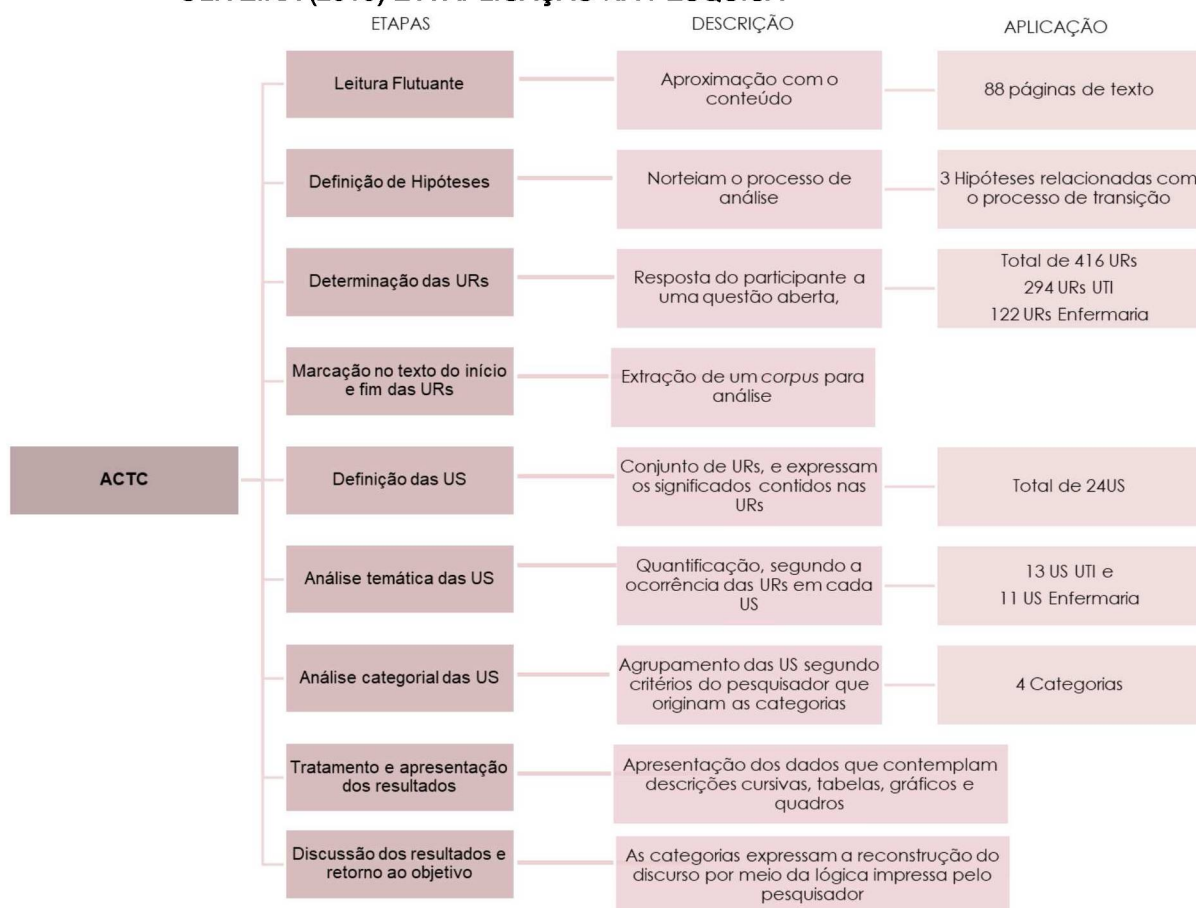 ETAPAS
DESCRIÇÃO
APLICAÇÃO
Leitura Flutuante
Aproximação com o
conteúdo
88 páginas de texto
Definição de Hipóteses
Norteiam o processo de
análise
3 Hipóteses relacionadas com
o processo de transição
Determinação das URs
Resposta do participante a
uma questão aberta,
Total de 416 URs
294 URs UTI
122 URs Enfermaria
Marcação no texto do início
e fim das URs
Extração de um corpus para
análise
ACTC
Definição das US
Conjunto de URs, e expressam
os significados contidos nas
URs
Total de 24US
Análise temática das US
Quantificação, segundo a
ocorrência das URs em cada
US
13 US UTI e
11 US Enfermaria
Análise categorial das US
Agrupamento das US segundo
critérios do pesquisador que
originam as categorias
4 Categorias
Tratamento e apresentação
dos resultados
Apresentação dos dados que contemplam
descrições cursivas, tabelas, gráficos e
quadros
Discussão dos resultados e
retorno ao objetivo
As categorias expressam a reconstrução do
discurso por meio da lógica impressa pelo
pesquisador